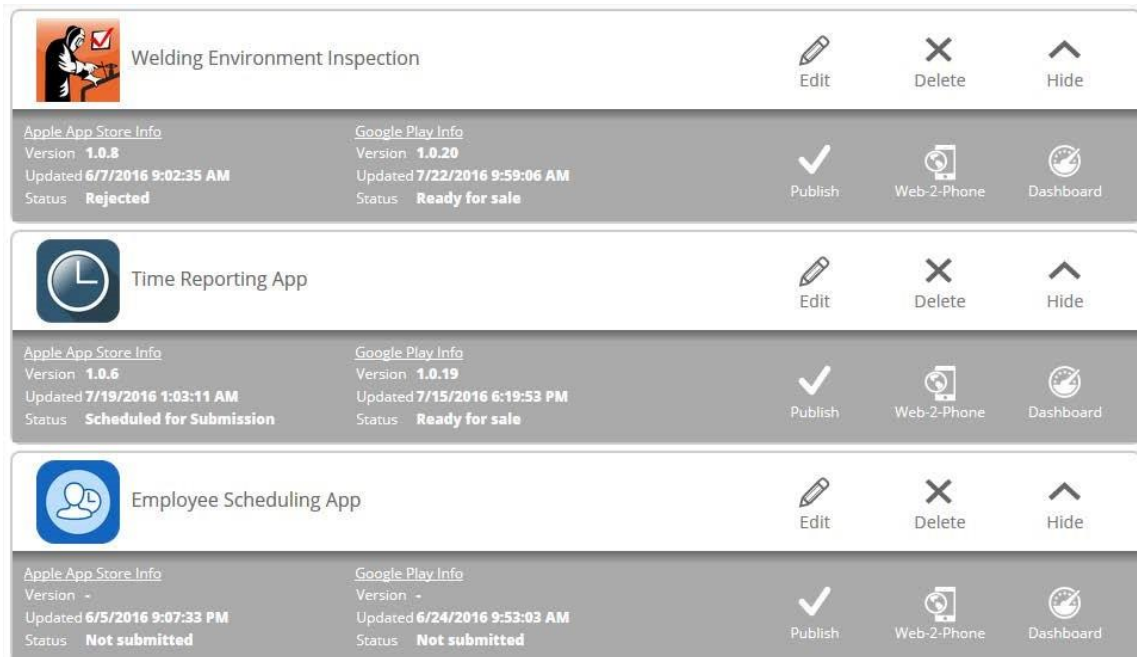 Welding Environment Inspection
Edit Delete Hide
Apple App Store Info Google Play Info
Version 1.0.8 Version 1.0.20
Updated 6/7/2016 9:02:35 AM Updated 7/22/2016 9:59:06 AM
Status Rejected Status Ready for sale
Publish Web-2-Phone Dashboard
Time Reporting App
Edit Delete Hide
Apple App Store Info Google Play Info
Version 1.0.6 Version 1.0.19
Updated 7/19/2016 1:03:11 AM Updated 7/15/2016 6:19:53 PM
Status Scheduled for Submission Status Ready for sale
Publish Web-2-Phone Dashboard
Employee Scheduling App
Edit Delete Hide
Apple App Store Info Google Play Info
Version - Version -
Updated 6/5/2016 9:07:33 PM Updated 6/24/2016 9:53:03 AM
Status Not submitted Status Not submitted
Publish Web-2-Phone Dashboard